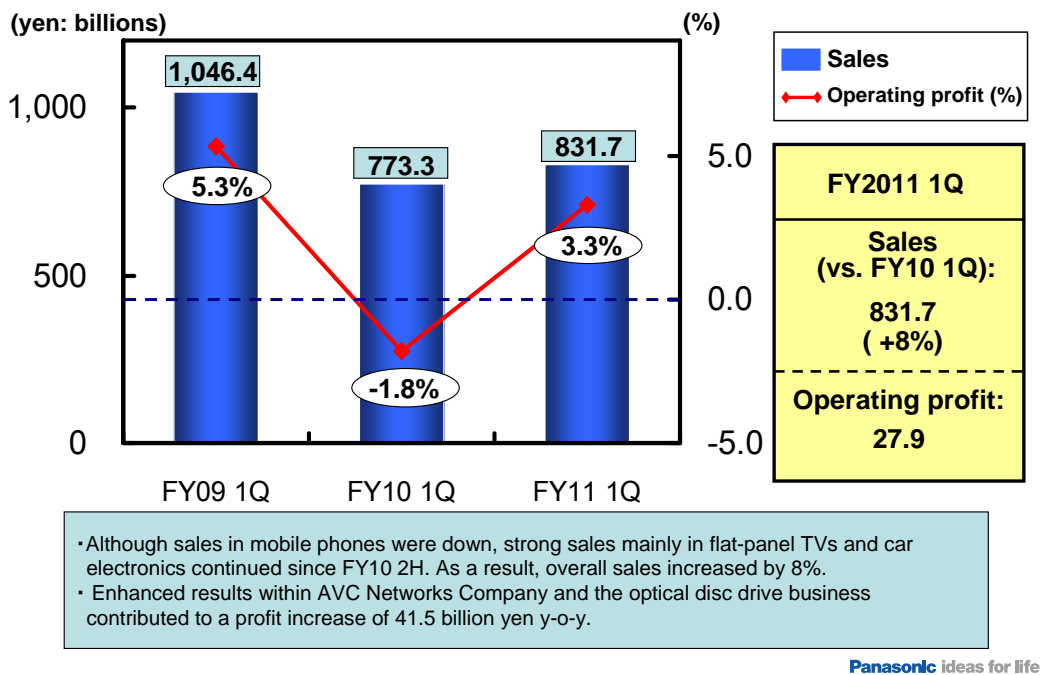 (yen: billions)
(%)
Sales
Operating profit (%)
1,046.4
773.3
831.7
1,000
500
0
5.3%
-1.8%
3.3%
5.0
0.0
-5.0
FY09 1Q
FY10 1Q
FY11 1Q
FY2011 1Q
Sales
(vs. FY10 1Q):
831.7
( +8%)
Operating profit:
27.9
・Although sales in mobile phones were down, strong sales mainly in flat-panel TVs and car
electronics continued since FY10 2H. As a result, overall sales increased by 8%.
・ Enhanced results within AVC Networks Company and the optical disc drive business
contributed to a profit increase of 41.5 billion yen y-o-y.
Panasonic ideas for life